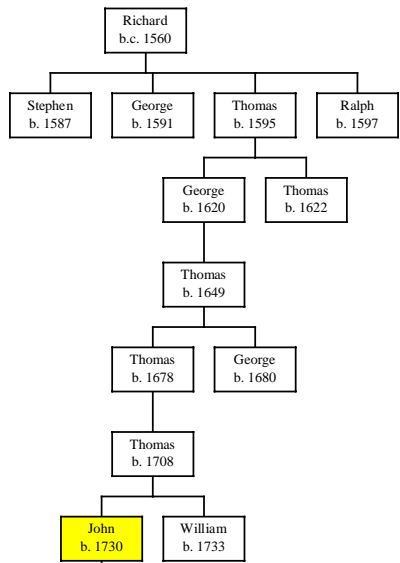 Richard
b.c. 1560
Stephen
b. 1587
George
b. 1591
Thomas
b. 1595
Ralph
b. 1597
George
b. 1620
Thomas
b. 1622
Thomas
b. 1649
Thomas
b. 1678
George
b. 1680
Thomas
b. 1708
John
b. 1730
William
b. 1733